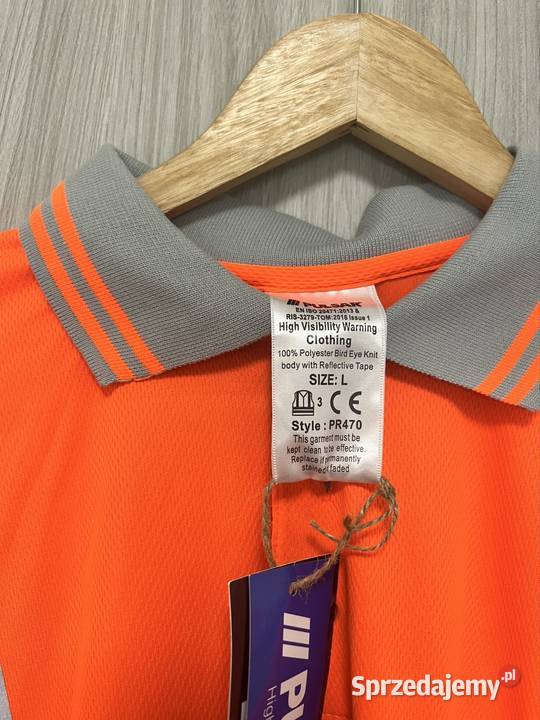 PULSAR
EN ISO 20471:2013 &
RIS-3279-TOM:2016 Issue 1
High Visibility Warning
Clothing
100% Polyester Bird Eye Knit
body with Reflective Tape
SIZE: L
3 CE
Style : PR470
This garment must be
kept clean to be effective.
Replace if permanently
stained of faded
Sprzedajemy.pl